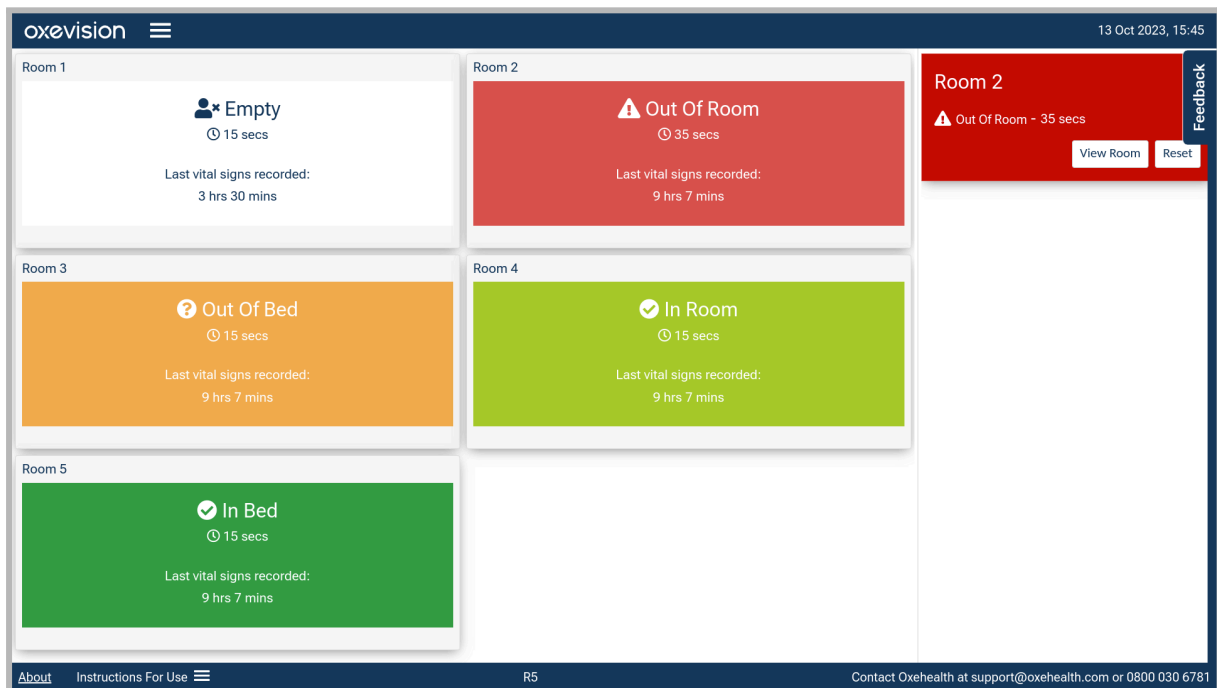 oxevision
13 Oct 2023, 15:45
Room 1
Empty
15 secs
Last vital signs recorded:
3 hrs 30 mins
Room 2
Out Of Room
35 secs
Last vital signs recorded:
9 hrs 7 mins
Room 3
Out Of Bed
15 secs
Last vital signs recorded:
9 hrs 7 mins
Room 4
In Room
15 secs
Last vital signs recorded:
9 hrs 7 mins
Room 5
In Bed
15 secs
Last vital signs recorded:
9 hrs 7 mins
Room 2
Out Of Room - 35 secs
View Room
Reset
Feedback
About
Instructions For Use
R5
Contact Oxehealth at support@oxehealth.com or 0800 030 6781